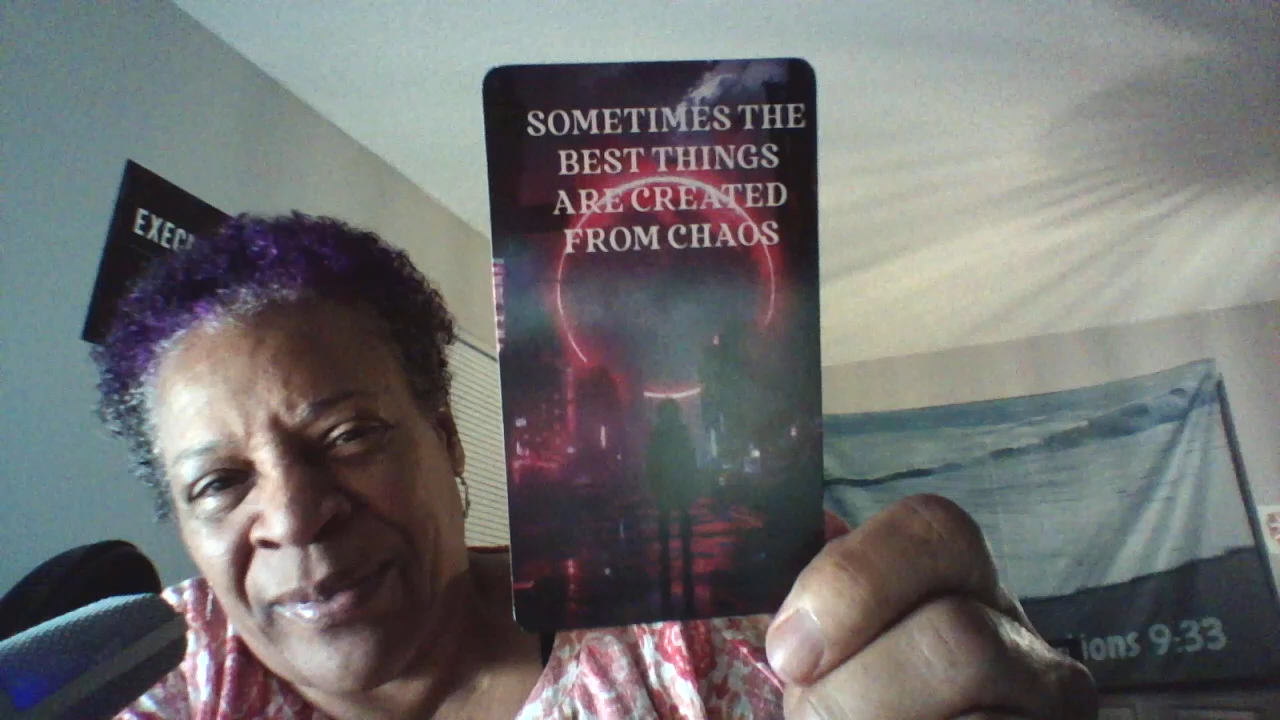 SOMETIMES THE
BEST THINGS
ARE CREATED
FROM CHAOS
ions 9:33